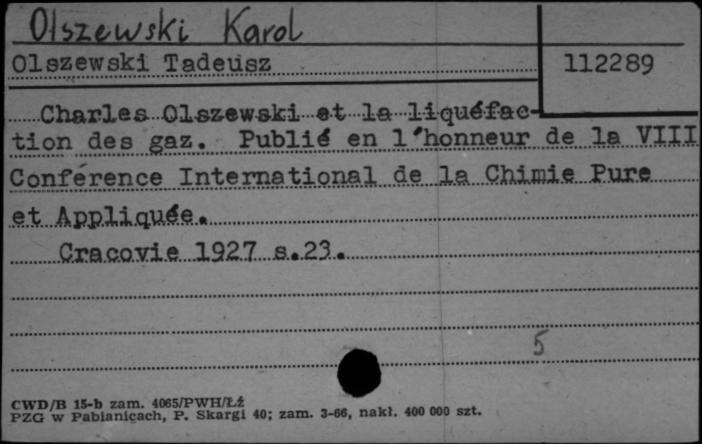 Olszewski Karol
Olszewski Tadeusz
112289
Charles Olszewski et la liquéfac-
tion des gaz. Publié en l'honneur de la VIII
Conférence International de la Chimie Pure
et Appliquée.
Cracovie 1927 s.23.
5
CWD/B 15-b zam. 4065/PWH/Łź
PZG w Pabianicach, P. Skargi 40; zam. 3-66, nakł. 400 000 szt.